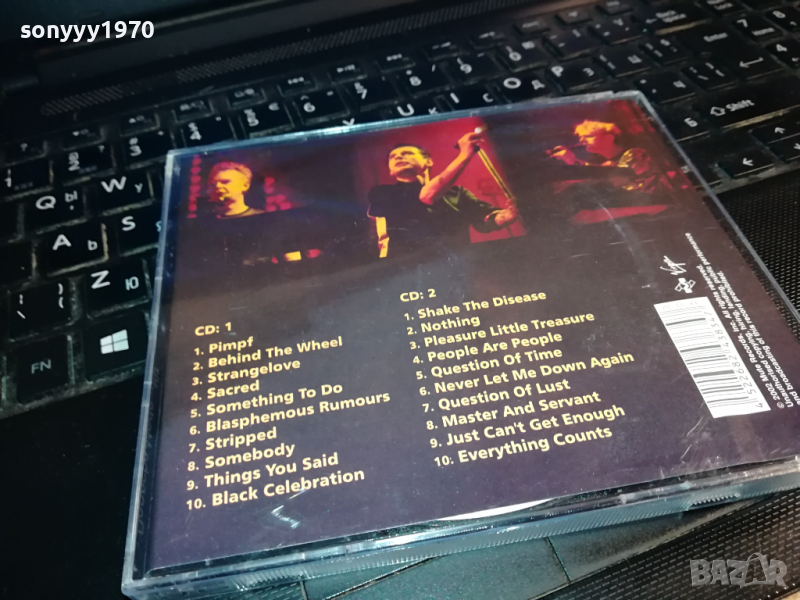 sonyyy1970
CD: 1
1. Pimpf
2. Behind The Wheel
3. Strangelove
4. Sacred
5. Something To Do
6. Blasphemous Rumours
7. Stripped
8. Somebody
9. Things You Said
10. Black Celebration
CD: 2
1. Shake The Disease
2. Nothing
3. Pleasure Little Treasure
4. People Are People
5. Question Of Time
6. Never Let Me Down Again
7. Question Of Lust
8. Master And Servant
9. Just Can't Get Enough
10. Everything Counts
Shift
BAZAR